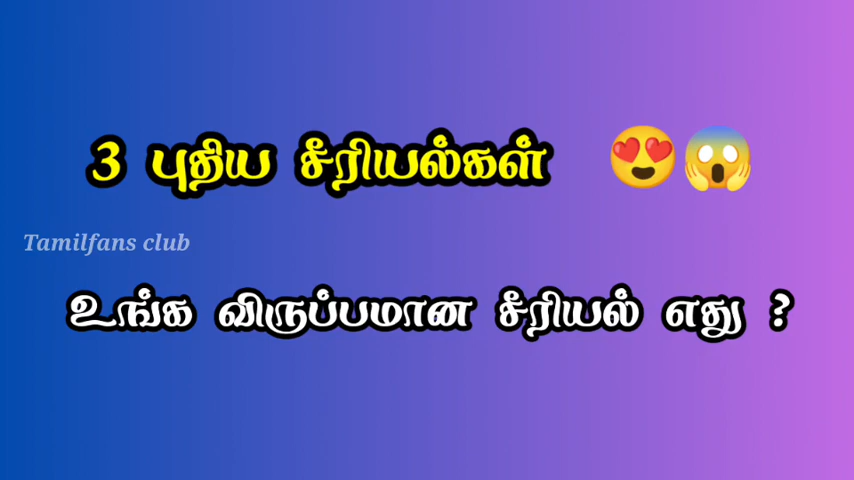 3 புதிய சீரியல்கள் 😍😱
Tamilfans club
உங்க விருப்பமான சீரியல் எது ?